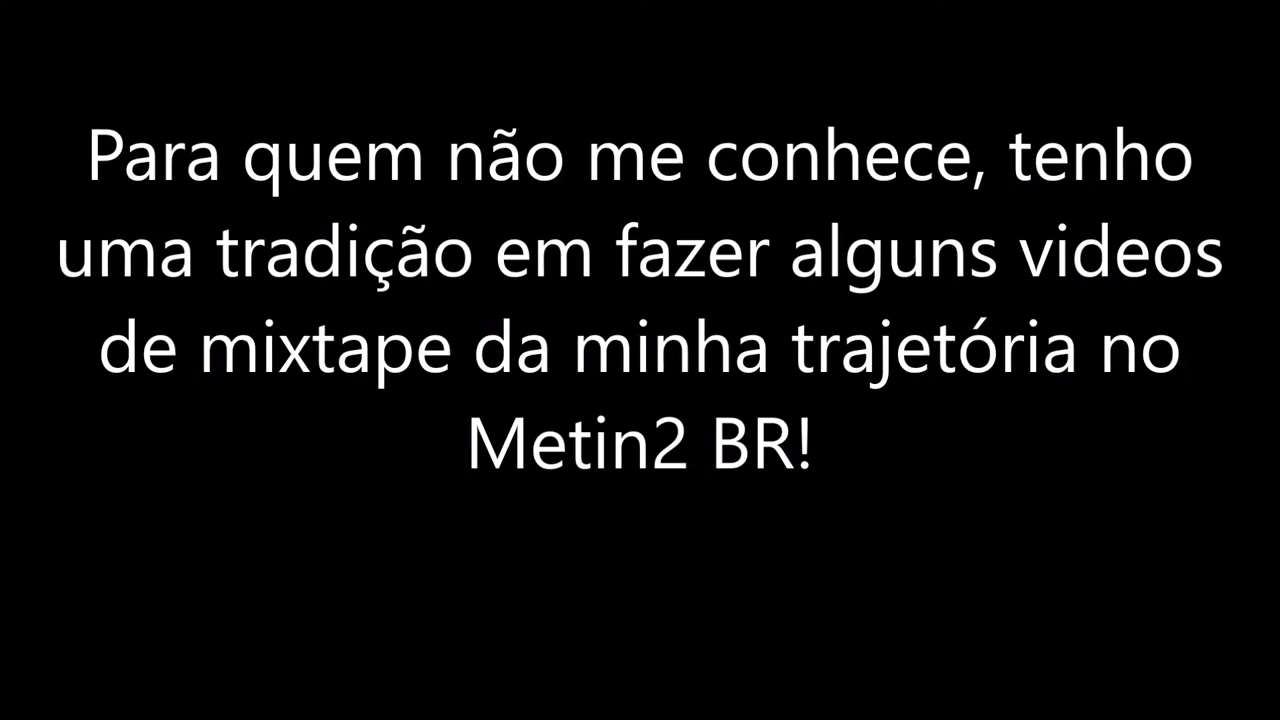 Para quem não me conhece, tenho
uma tradição em fazer alguns videos
de mixtape da minha trajetória no
Metin2 BR!